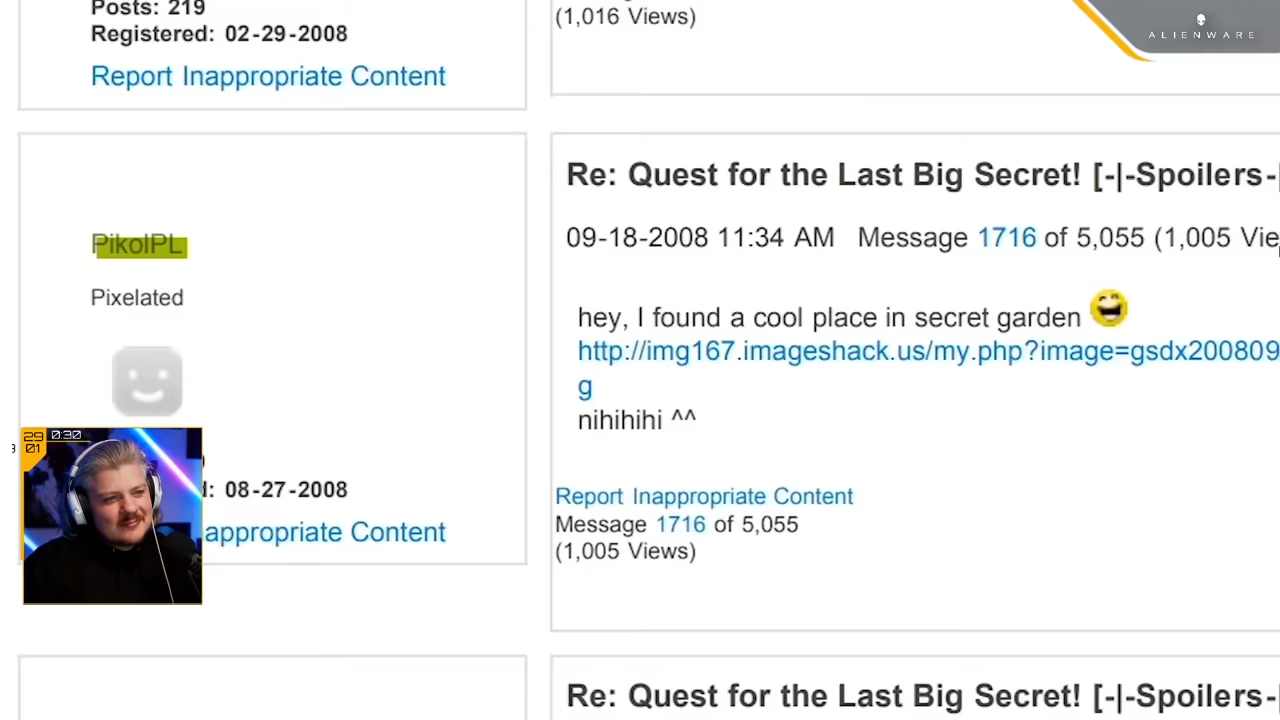 Posts: 219
Registered: 02-29-2008
Report Inappropriate Content
(1,016 Views)
ALIENWARE
PikolPL
Pixelated
: 08-27-2008
appropriate Content
Re: Quest for the Last Big Secret! [-|-Spoilers-|
09-18-2008 11:34 AM Message 1716 of 5,055 (1,005 Vie
hey, I found a cool place in secret garden
http://img167.imageshack.us/my.php?image=gsdx200809
g
nihihihi ^^
Report Inappropriate Content
Message 1716 of 5,055
(1,005 Views)
29 0:30
01
Re: Quest for the Last Big Secret! [-|-Spoilers-|